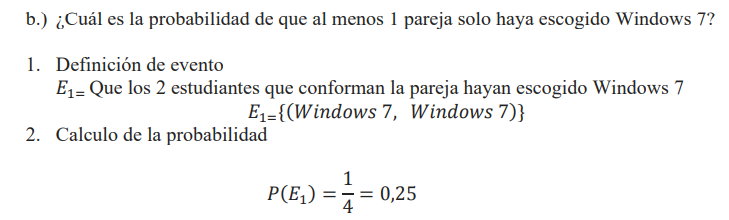 b.) ¿Cuál es la probabilidad de que al menos 1 pareja solo haya escogido Windows 7?
1. Definición de evento
E₁= Que los 2 estudiantes que conforman la pareja hayan escogido Windows 7
E₁={(Windows 7, Windows 7)}
2. Calculo de la probabilidad
P(E₁) = 1/4 = 0,25